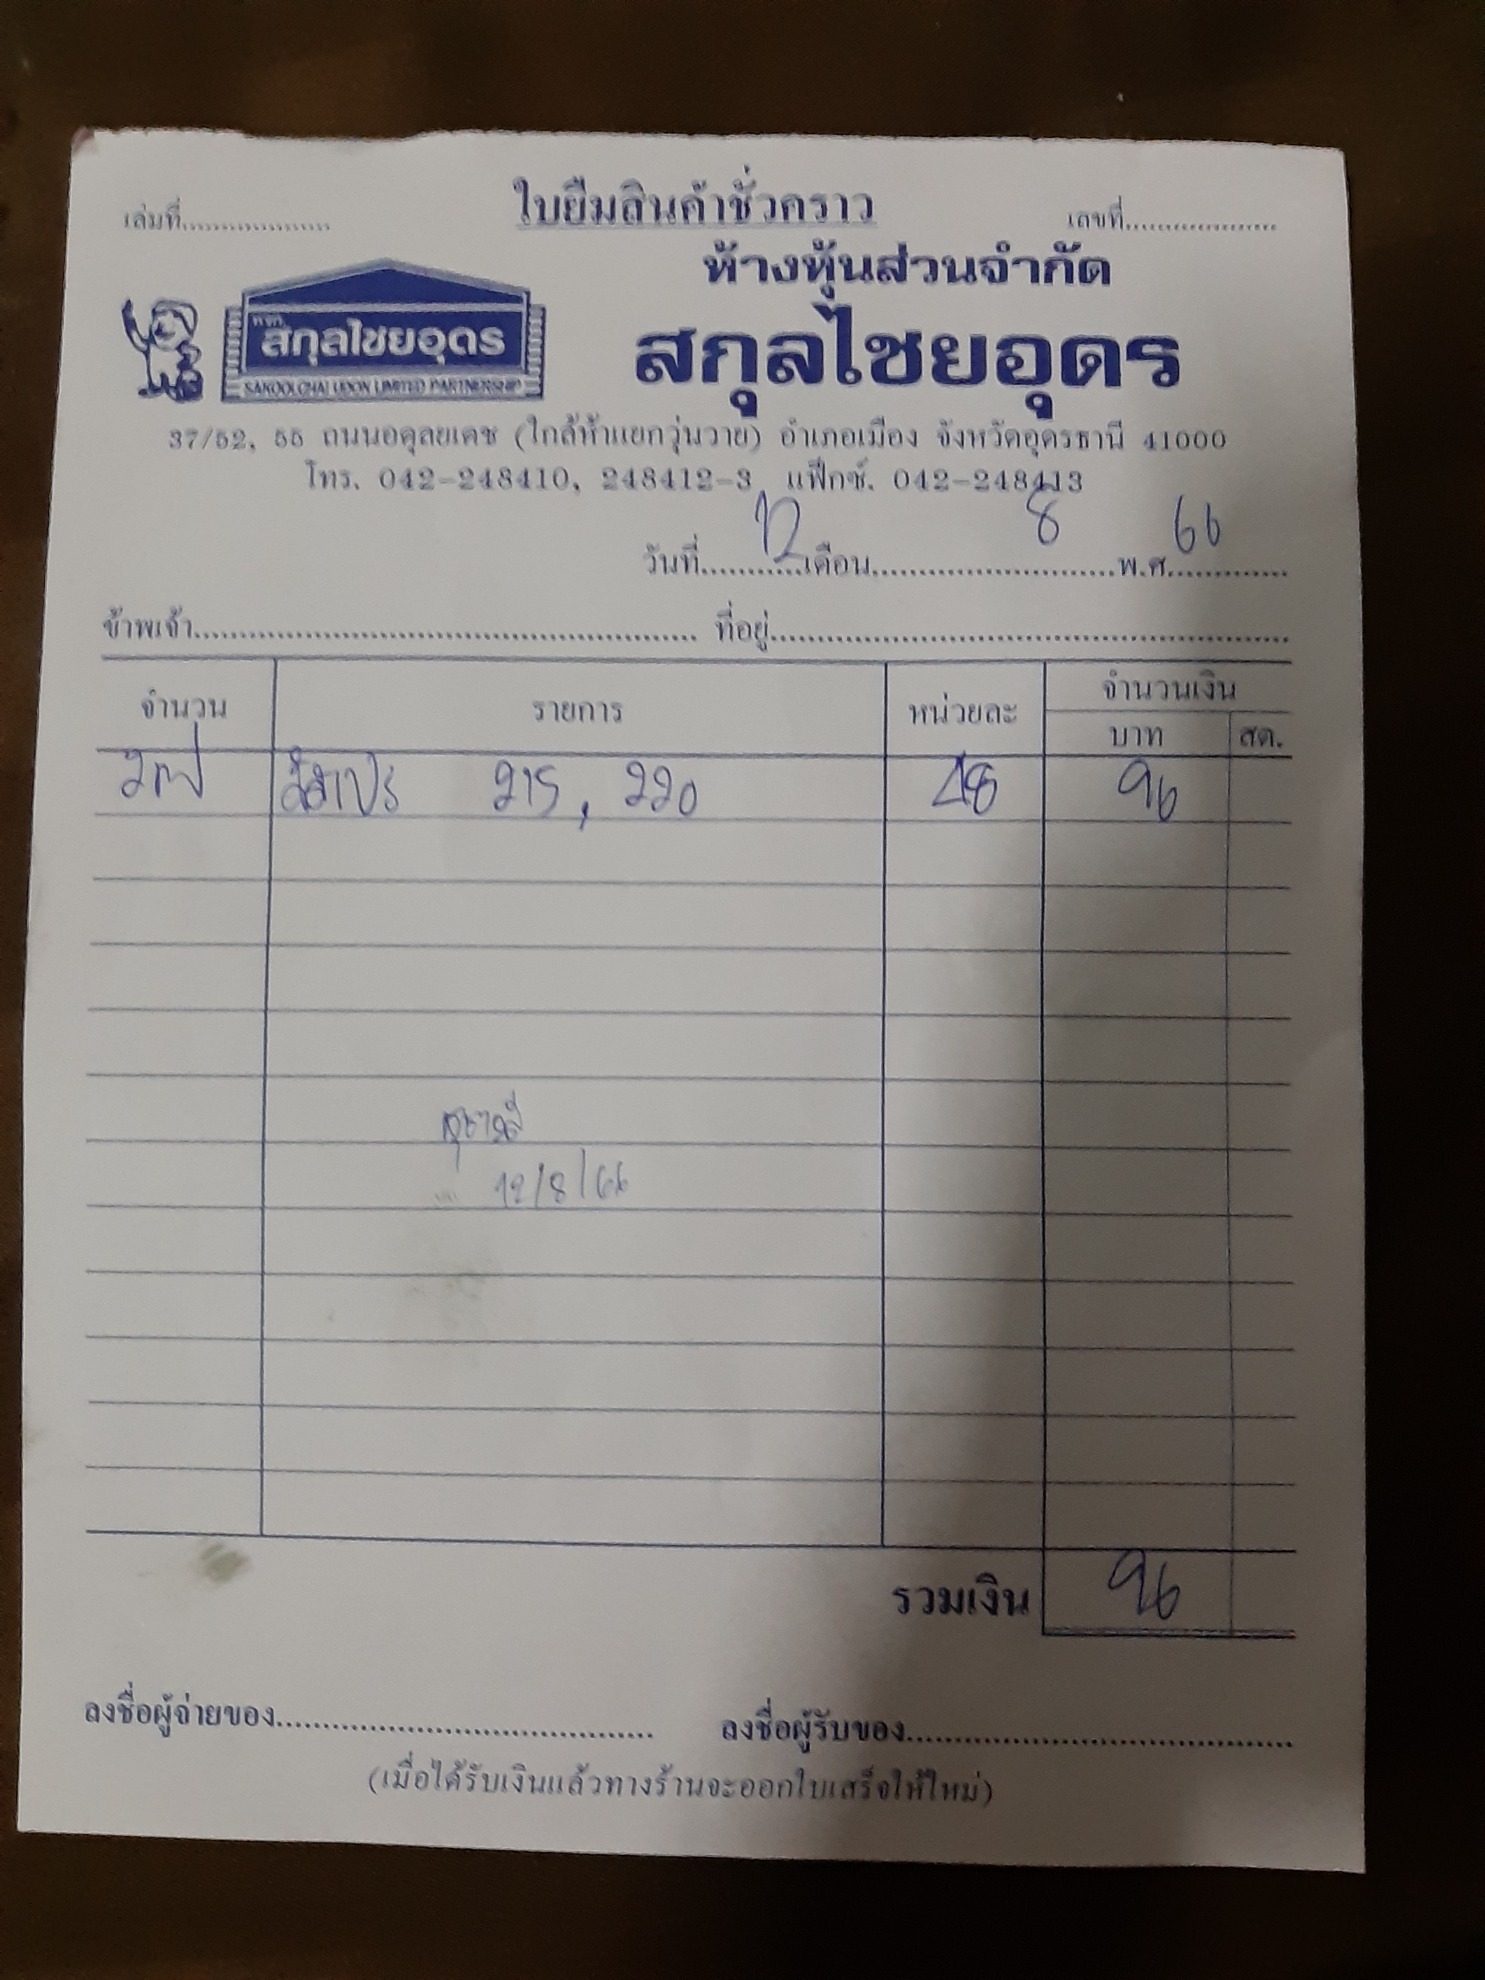 เล่มที่................... ใบยืมสินค้าชั่วคราว เลขที่...................
ห้างหุ้นส่วนจำกัด
หจก. สกุลไชยอุดร
SAKOOLCHAI UDON LIMITED PARTNERSHIP
สกุลไชยอุดร
37/52, 55 ถนนอดุลยเดช (ใกล้ห้าแยกวุ่นวาย) อำเภอเมือง จังหวัดอุดรธานี 41000
โทร. 042-248410, 248412-3 แฟ็กซ์. 042-248413
วันที่ 12 เดือน 8 พ.ศ. 66
ข้าพเจ้า.................... ที่อยู่....................
จำนวน รายการ หน่วยละ จำนวนเงิน
บาท สต.
215, 220 48 96
12/8/66
รวมเงิน 96
ลงชื่อผู้จ่ายของ.................... ลงชื่อผู้รับของ....................
(เมื่อได้รับเงินแล้วทางร้านจะออกใบเสร็จให้ใหม่)